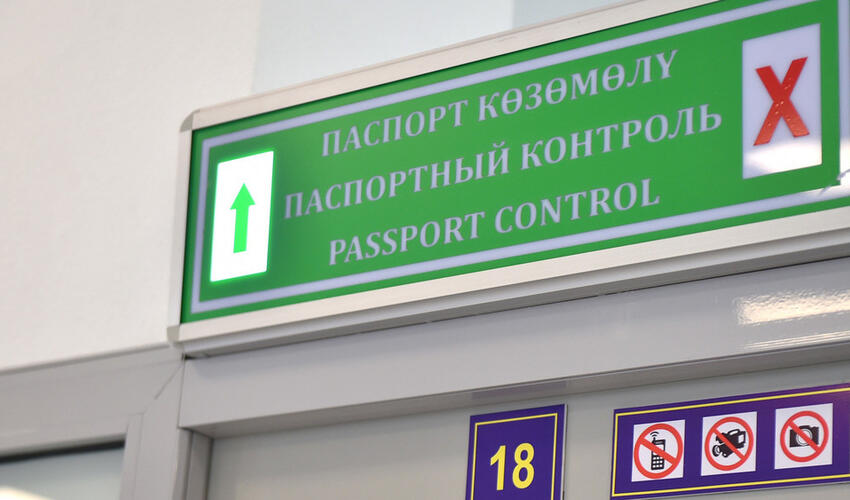 ПАСПОРТ КӨЗӨМӨЛҮ
ПАСПОРТНЫЙ КОНТРОЛЬ
PASSPORT CONTROL
X
18